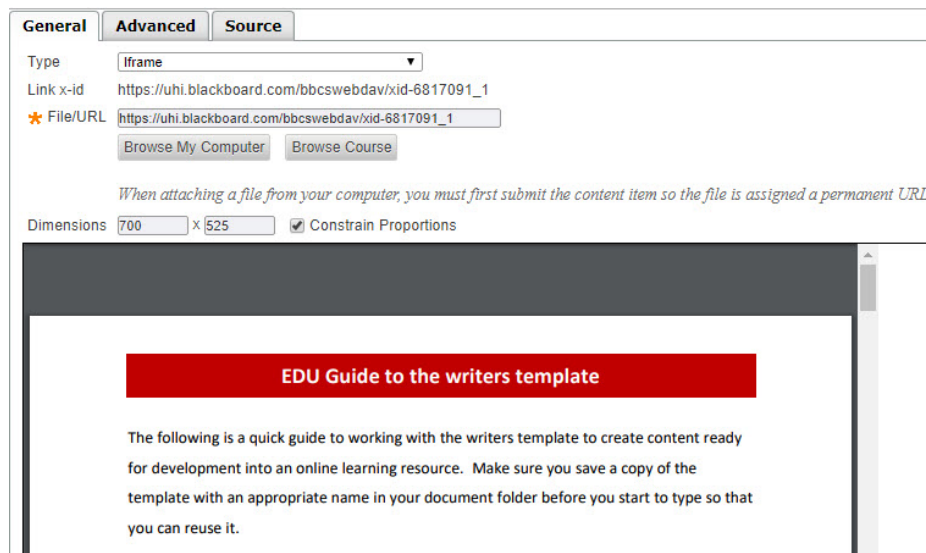 General Advanced Source
Type Iframe
Link x-id https://uhi.blackboard.com/bbcswebdav/xid-6817091_1
File/URL https://uhi.blackboard.com/bbcswebdav/xid-6817091_1
Browse My Computer Browse Course
When attaching a file from your computer, you must first submit the content item so the file is assigned a permanent URL
Dimensions 700 x 525 Constrain Proportions
EDU Guide to the writers template
The following is a quick guide to working with the writers template to create content ready
for development into an online learning resource.  Make sure you save a copy of the
template with an appropriate name in your document folder before you start to type so that
you can reuse it.